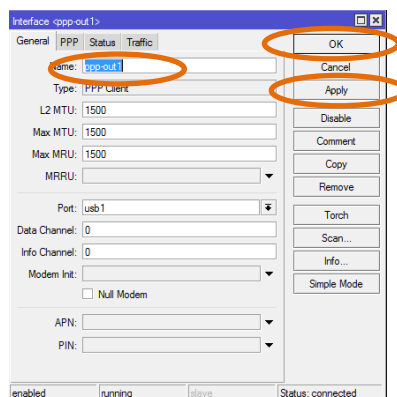 Interface <ppp-out1>
General PPP Status Traffic
Name: ppp-out1
Type: PPP Client
L2 MTU: 1500
Max MTU: 1500
Max MRU: 1500
MRRU:
Port: usb1
Data Channel: 0
Info Channel: 0
Modem Init:
Null Modem
APN:
PIN:
OK
Cancel
Apply
Disable
Comment
Copy
Remove
Torch
Scan...
Info...
Simple Mode
enabled running slave Status: connected